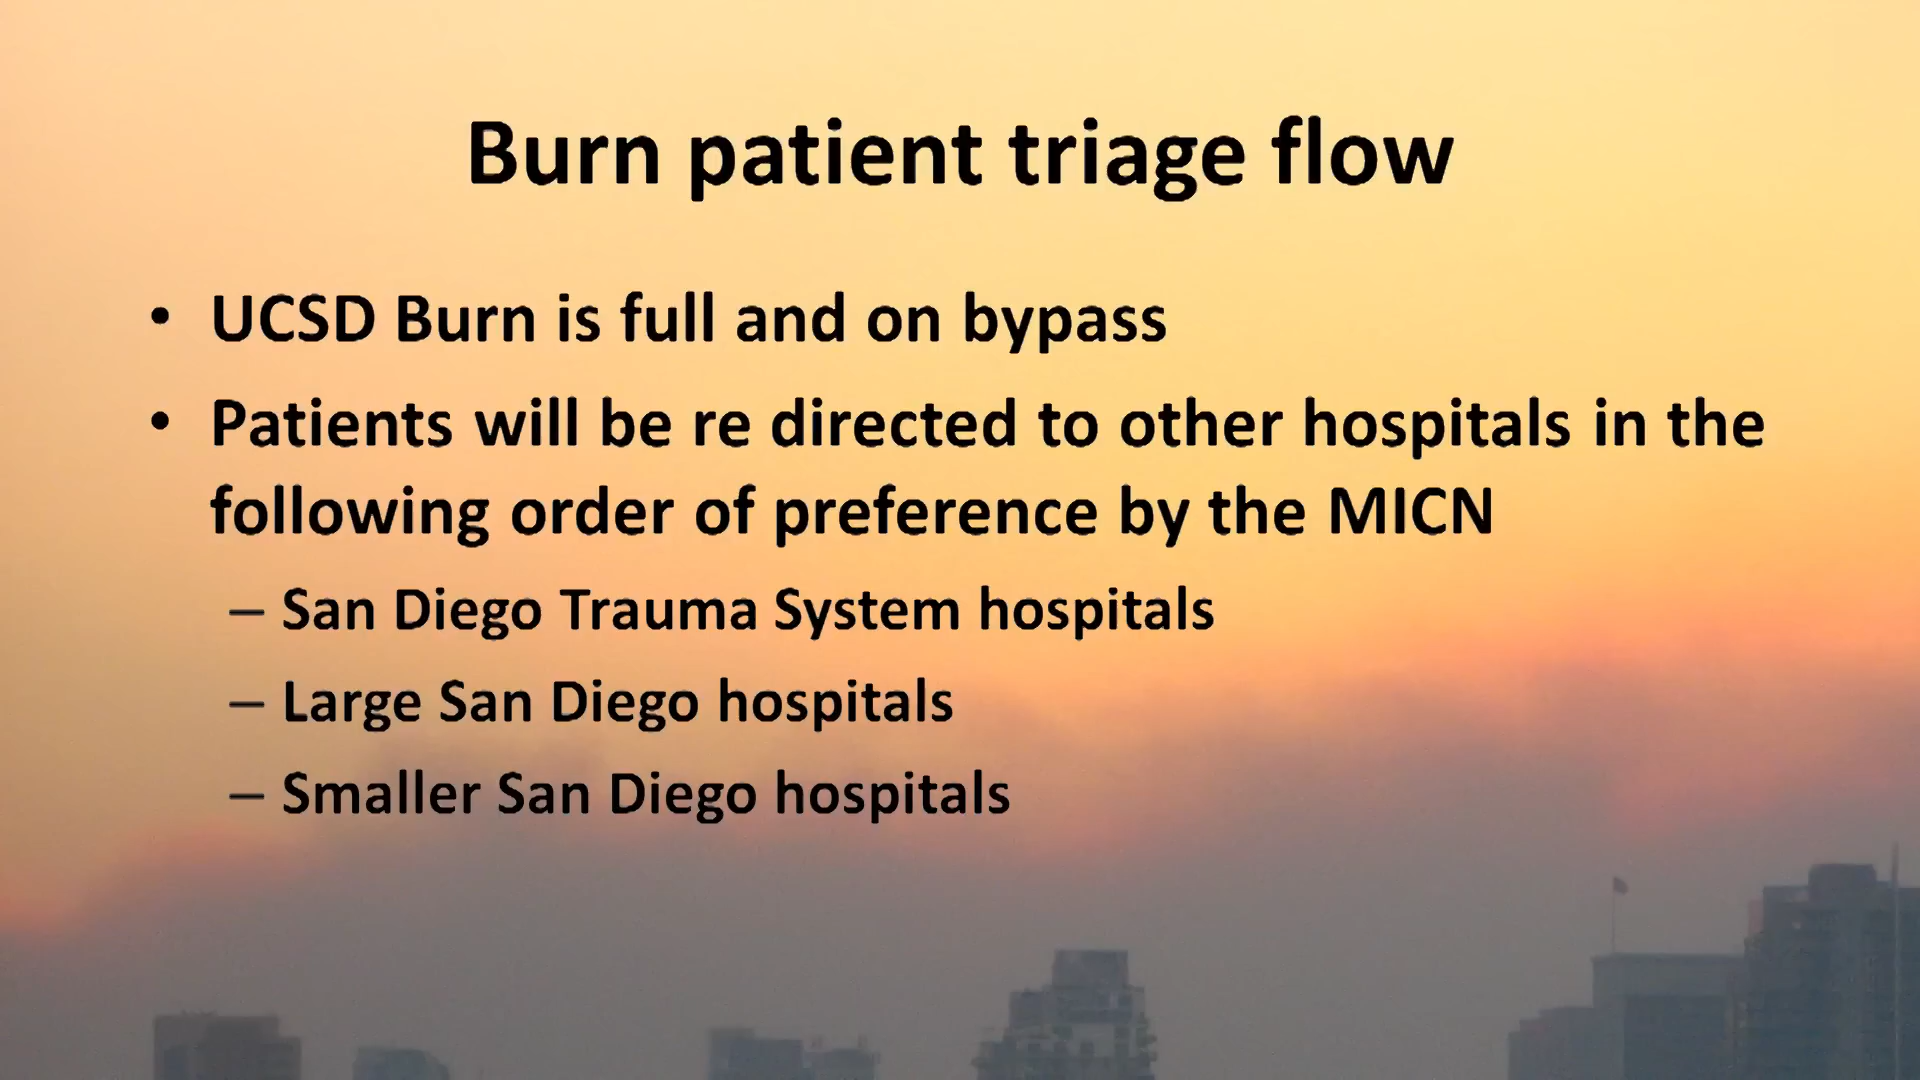 Burn patient triage flow
• UCSD Burn is full and on bypass
• Patients will be re directed to other hospitals in the
following order of preference by the MICN
– San Diego Trauma System hospitals
– Large San Diego hospitals
– Smaller San Diego hospitals